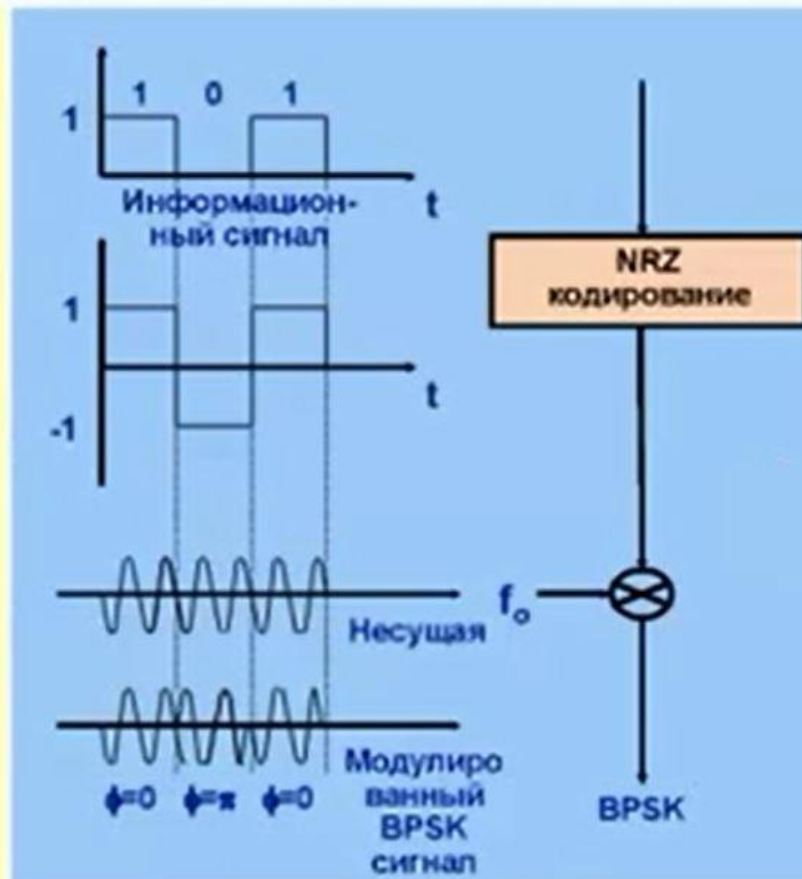 1 0 1
1
t
Информацион-
ный сигнал
NRZ
кодирование
1
t
-1
fo
Несущая
Модулиро
ванный
BPSK
сигнал
ϕ=0 ϕ=π ϕ=0
BPSK